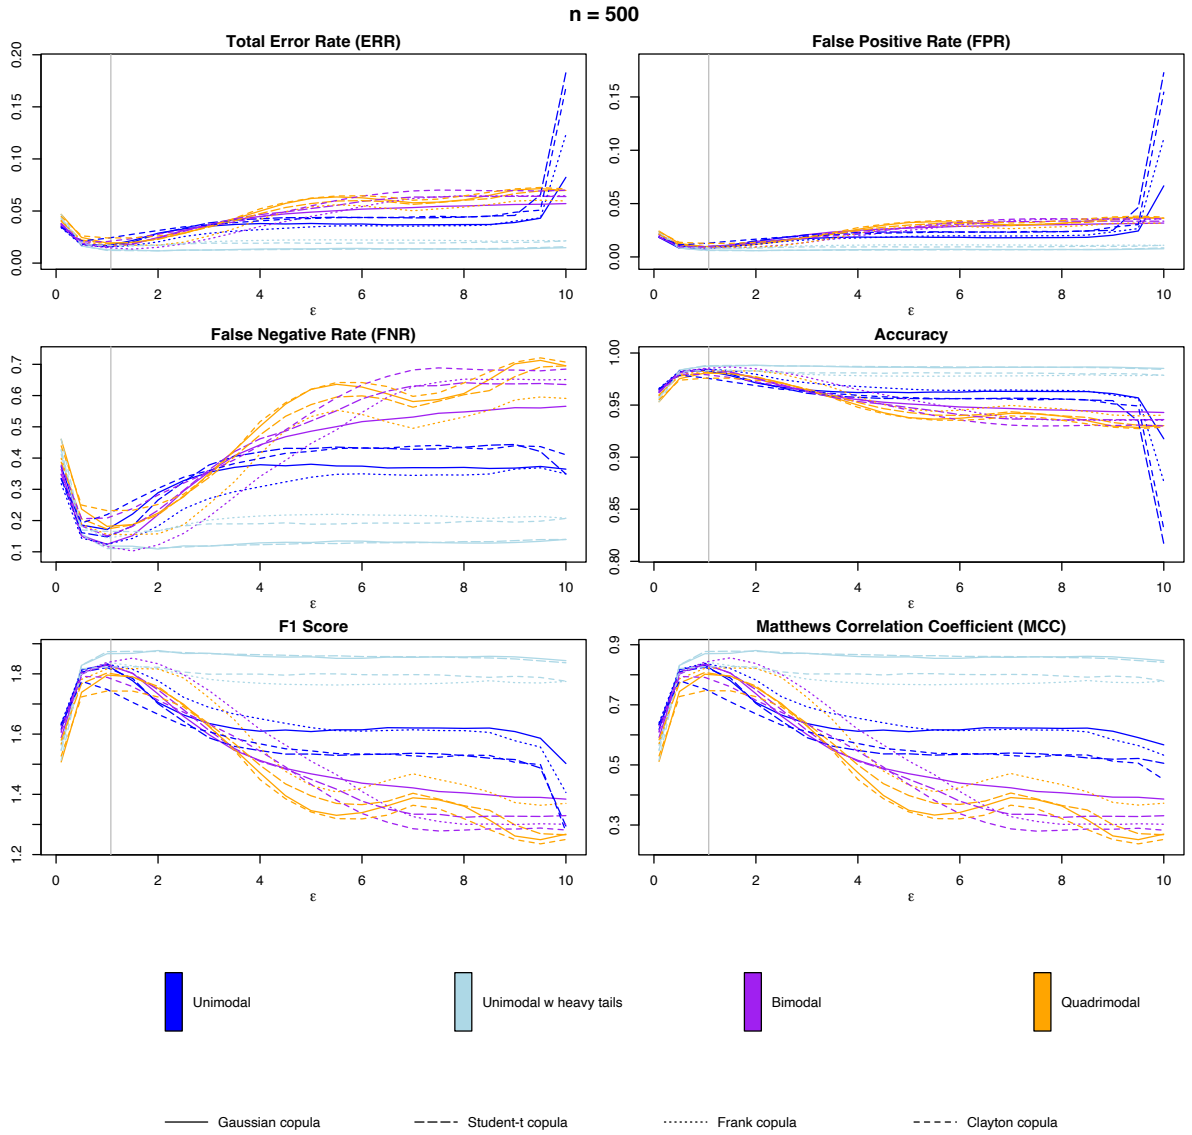 n = 500
Total Error Rate (ERR)
0.00 0.05 0.10 0.15 0.20
0 2 4 6 8 10
ε
False Positive Rate (FPR)
0.00 0.05 0.10 0.15
0 2 4 6 8 10
ε
False Negative Rate (FNR)
0.1 0.2 0.3 0.4 0.5 0.6 0.7
0 2 4 6 8 10
ε
Accuracy
0.80 0.85 0.90 0.95 1.00
0 2 4 6 8 10
ε
F1 Score
1.2 1.4 1.6 1.8
0 2 4 6 8 10
ε
Matthews Correlation Coefficient (MCC)
0.3 0.5 0.7 0.9
0 2 4 6 8 10
ε
Unimodal
Unimodal w heavy tails
Bimodal
Quadrimodal
Gaussian copula
Student-t copula
Frank copula
Clayton copula